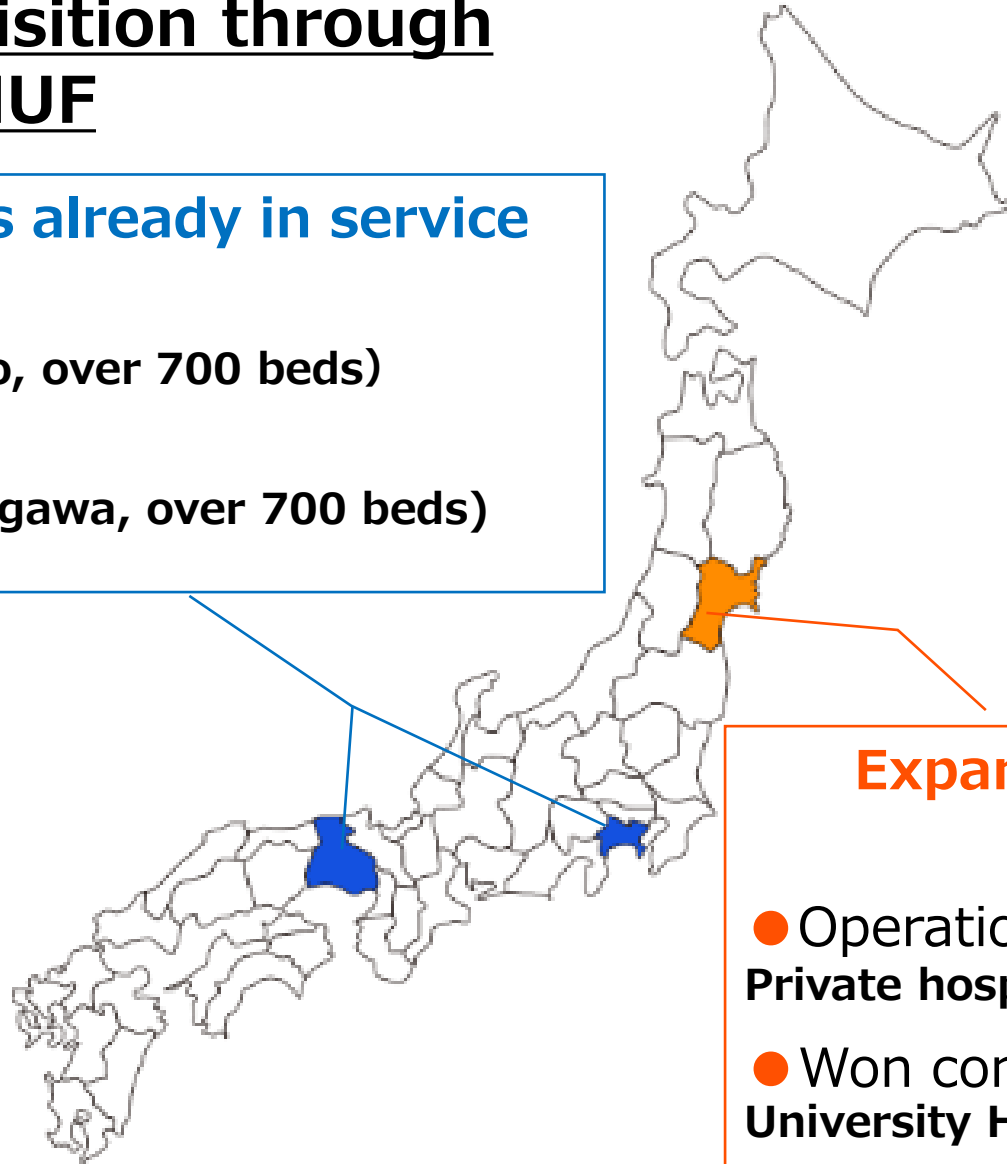 isition through
UF
s already in service
o, over 700 beds）
gawa, over 700 beds)
Expan
●Operatio
Private hosp
●Won con
University H